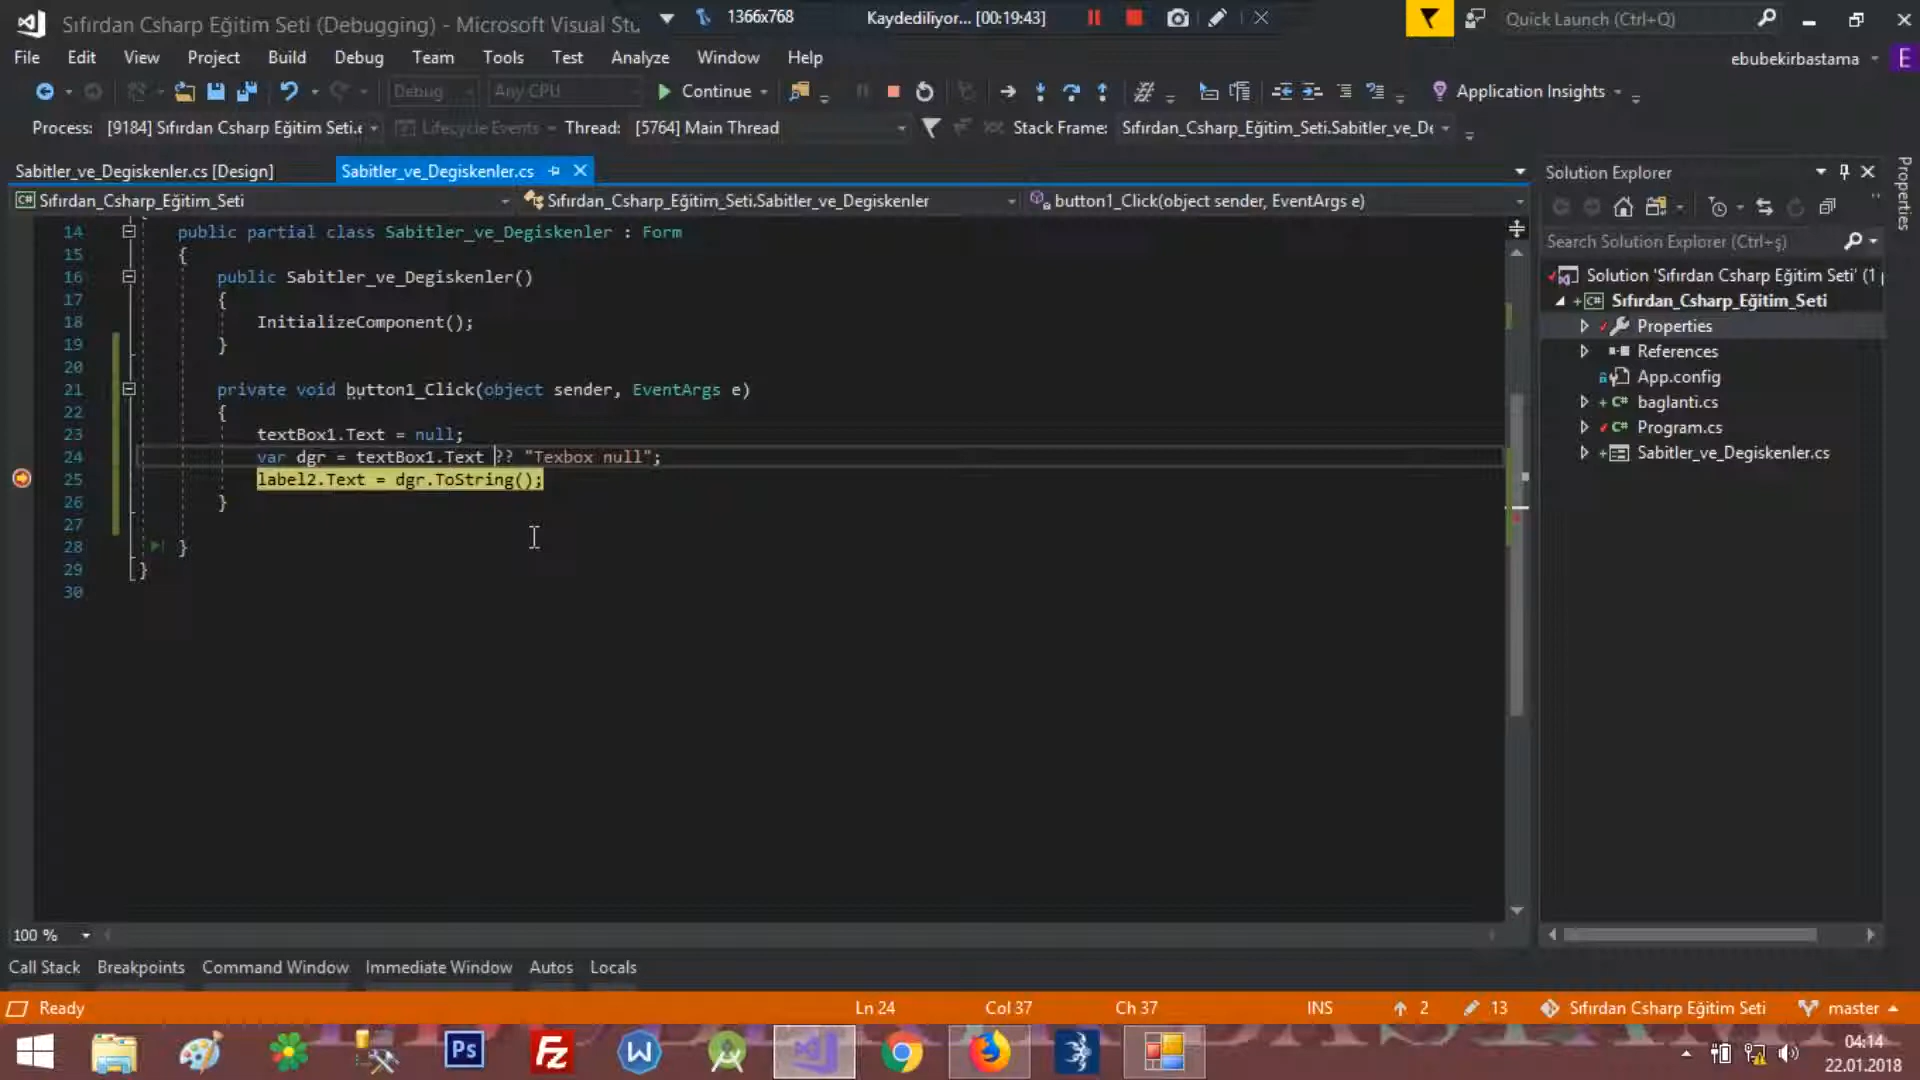 Sıfırdan Csharp Eğitim Seti (Debugging) - Microsoft Visual Stu
1366x768
Kaydediliyor... [00:19:43]
Quick Launch (Ctrl+Q)
File Edit View Project Build Debug Team Tools Test Analyze Window Help
ebubekirbastama
E
Debug
Any CPU
Continue
Application Insights
Process: [9184] Sıfırdan Csharp Eğitim Seti.e
Lifecycle Events
Thread: [5764] Main Thread
Stack Frame: Sıfırdan_Csharp_Eğitim_Seti.Sabitler_ve_De
Sabitler_ve_Degiskenler.cs [Design]
Sabitler_ve_Degiskenler.cs
Sıfırdan_Csharp_Eğitim_Seti
Sıfırdan_Csharp_Eğitim_Seti.Sabitler_ve_Degiskenler
button1_Click(object sender, EventArgs e)
14 public partial class Sabitler_ve_Degiskenler : Form
15 {
16 public Sabitler_ve_Degiskenler()
17 {
18 InitializeComponent();
19 }
20
21 private void button1_Click(object sender, EventArgs e)
22 {
23 textBox1.Text = null;
24 var dgr = textBox1.Text ?? "Texbox null";
25 label2.Text = dgr.ToString();
26 }
27
28 }
29 }
30
Solution Explorer
Search Solution Explorer (Ctrl+ş)
Solution 'Sıfırdan Csharp Eğitim Seti' (1 p
Sıfırdan_Csharp_Eğitim_Seti
Properties
References
App.config
baglanti.cs
Program.cs
Sabitler_ve_Degiskenler.cs
Properties
100 %
Call Stack Breakpoints Command Window Immediate Window Autos Locals
Ready
Ln 24
Col 37
Ch 37
INS
2
13
Sıfırdan Csharp Eğitim Seti
master
Ps
04:14
22.01.2018